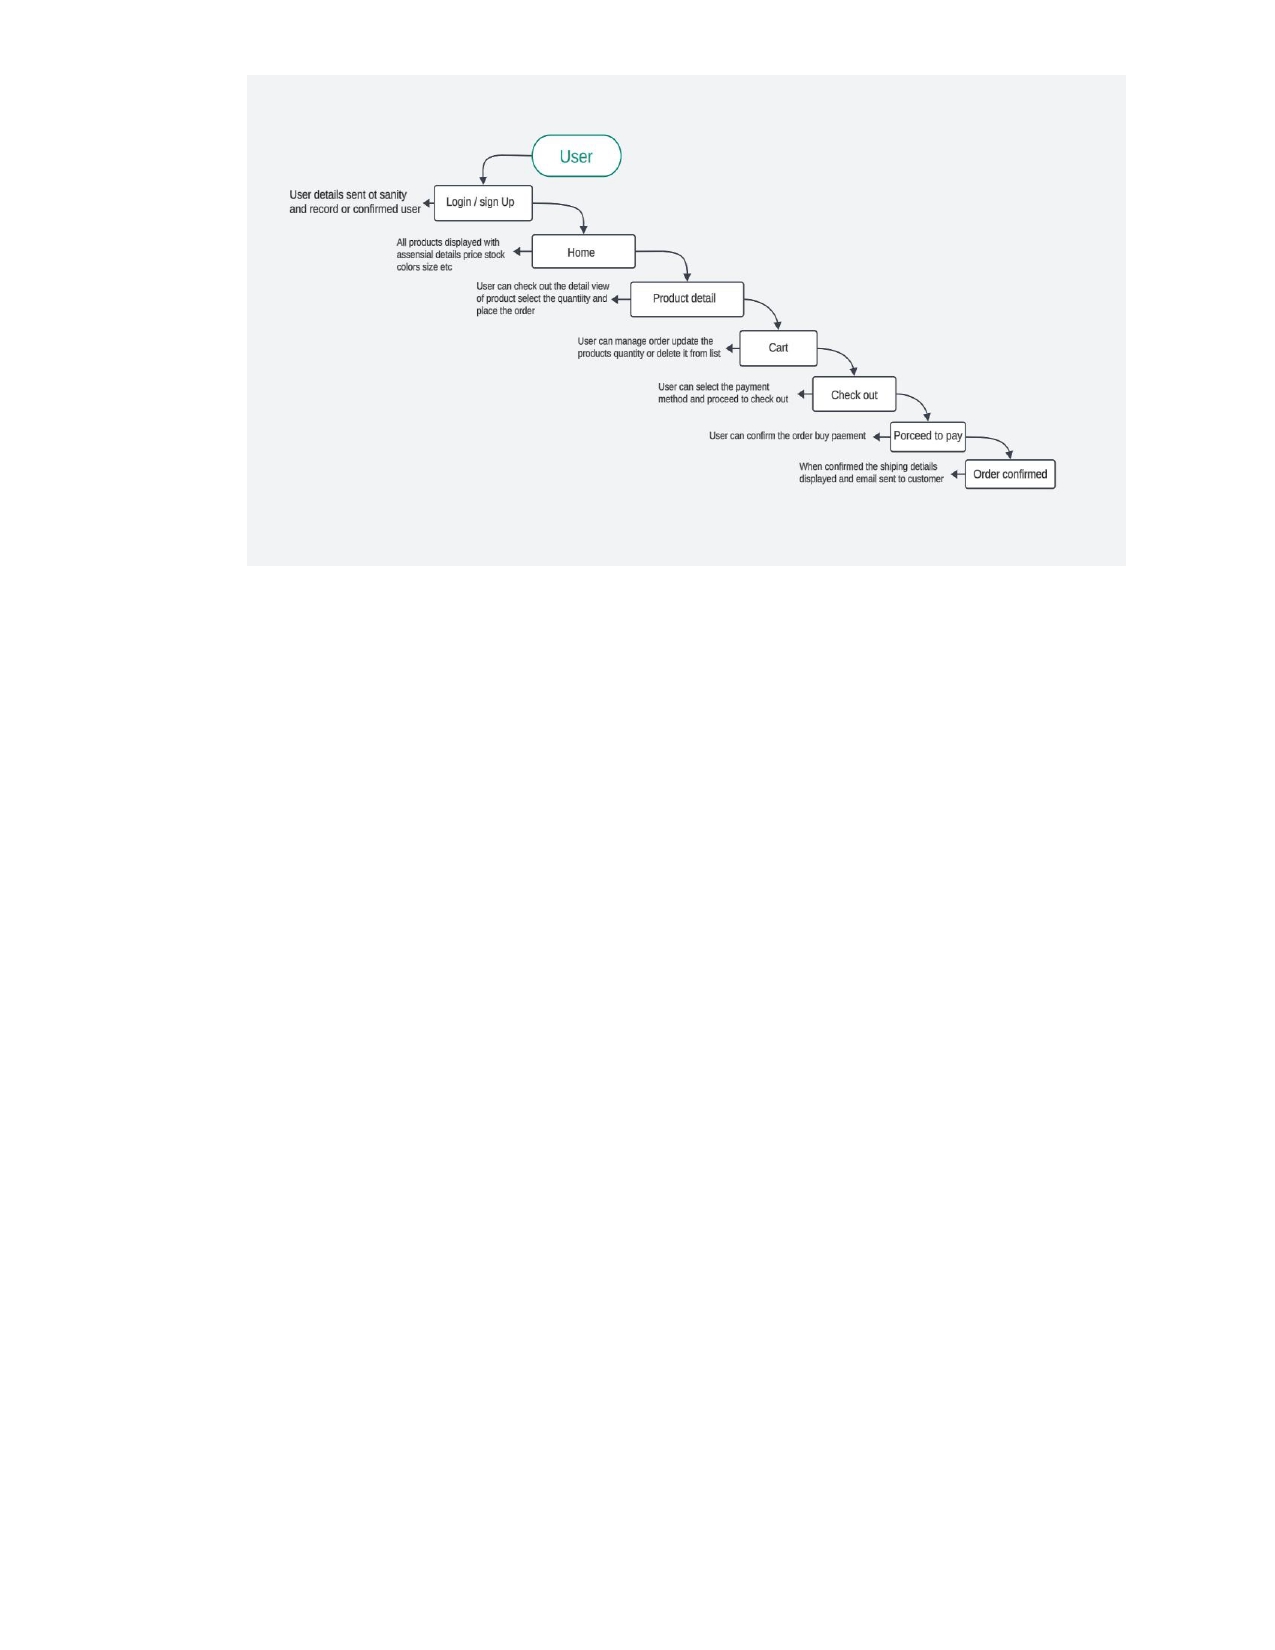 User
User details sent ot sanity
and record or confirmed user
Login / sign Up
All products displayed with
assensial details price stock
colors size etc
Home
User can check out the detail view
of product select the quantiity and
place the order
Product detail
User can manage order update the
products quantity or delete it from list
Cart
User can select the payment
method and proceed to check out
Check out
User can confirm the order buy paement
Porceed to pay
When confirmed the shiping detiails
displayed and email sent to customer
Order confirmed